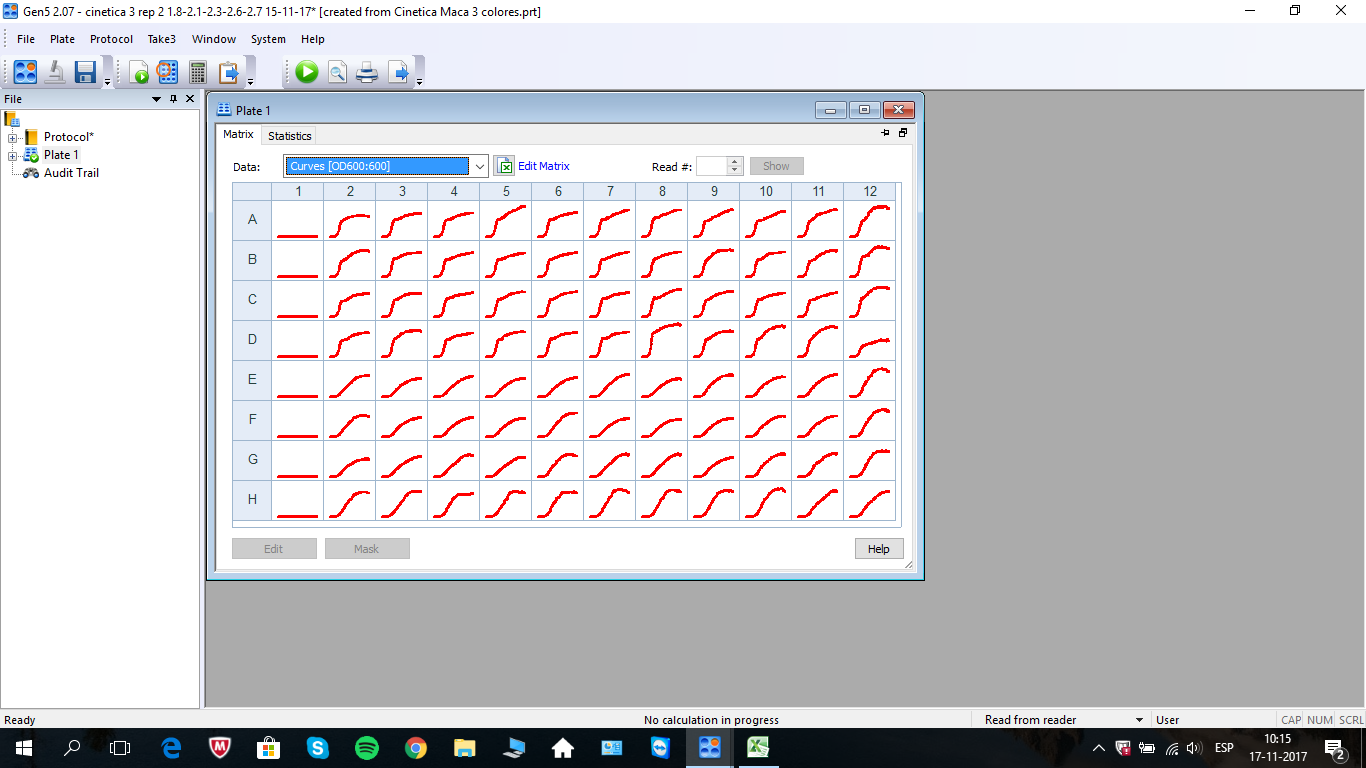 Gen5 2.07 - cinetica 3 rep 2 1.8-2.1-2.3-2.6-2.7 15-11-17* [created from Cinetica Maca 3 colores.prt]
File Plate Protocol Take3 Window System Help
File
Protocol*
Plate 1
Audit Trail
Plate 1
Matrix Statistics
Data: Curves [OD600:600] Edit Matrix Read #: Show
1 2 3 4 5 6 7 8 9 10 11 12
A
B
C
D
E
F
G
H
Edit Mask Help
Ready No calculation in progress Read from reader User CAP NUM SCRL
ESP 10:15
17-11-2017 2